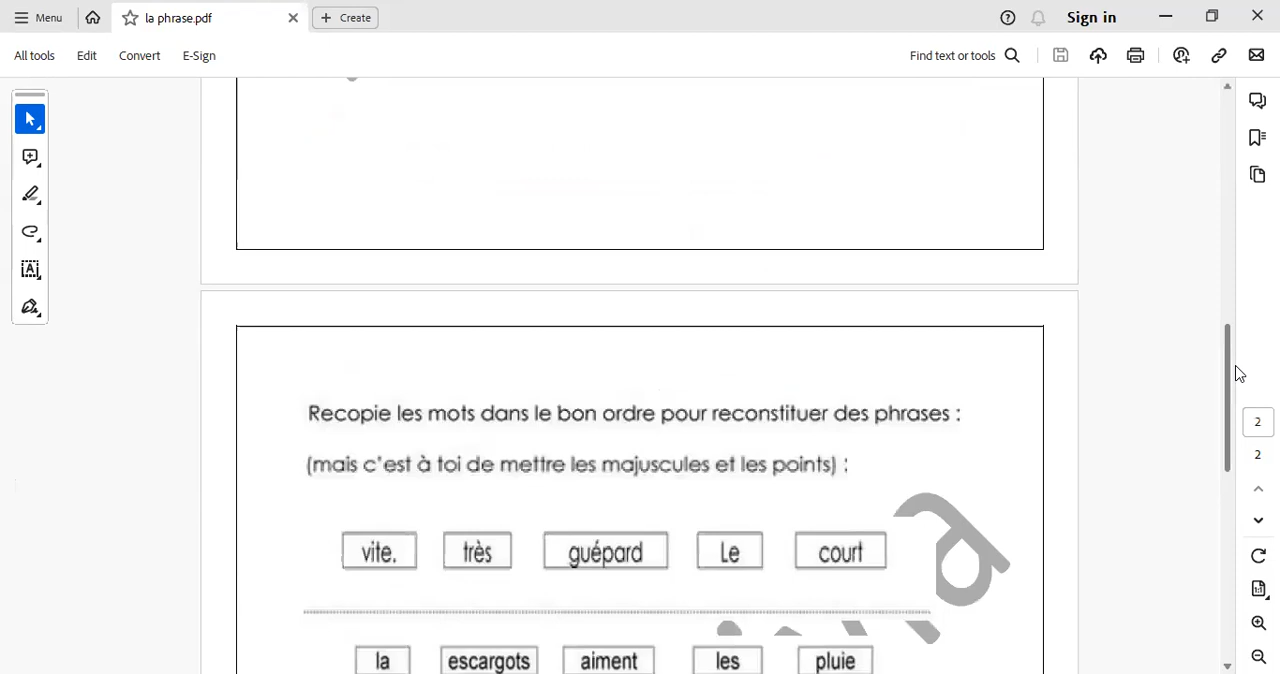 Menu
la phrase.pdf
Create
Sign in
All tools
Edit
Convert
E-Sign
Find text or tools
Recopie les mots dans le bon ordre pour reconstituer des phrases :
(mais c'est à toi de mettre les majuscules et les points) :
vite. très guépard Le court
la escargots aiment les pluie
2
2